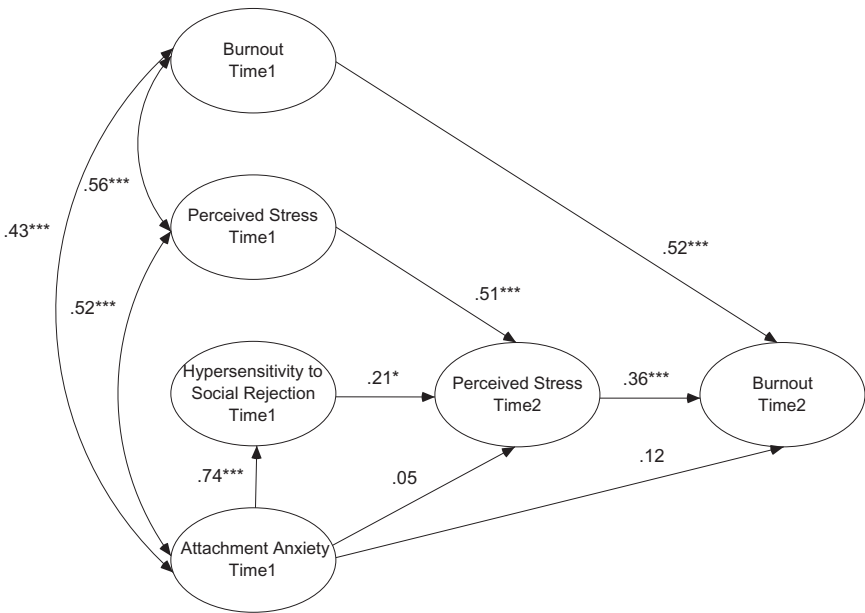 Burnout
Time1
.56***
Perceived Stress
Time1
.43***
.52***
.52***
.51***
Hypersensitivity to
Social Rejection
Time1
.21*
Perceived Stress
Time2
.36***
Burnout
Time2
.74***
.05
.12
Attachment Anxiety
Time1